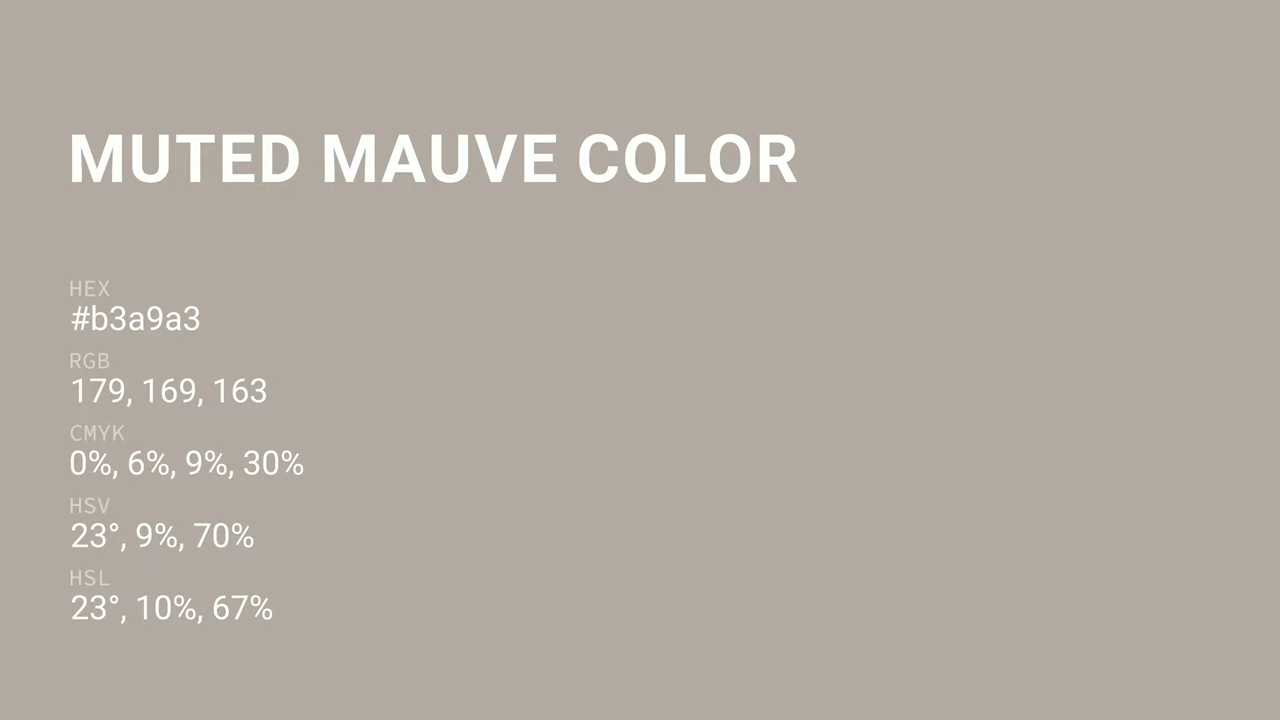 MUTED MAUVE COLOR
HEX
#b3a9a3
RGB
179, 169, 163
CMYK
0%, 6%, 9%, 30%
HSV
23°, 9%, 70%
HSL
23°, 10%, 67%